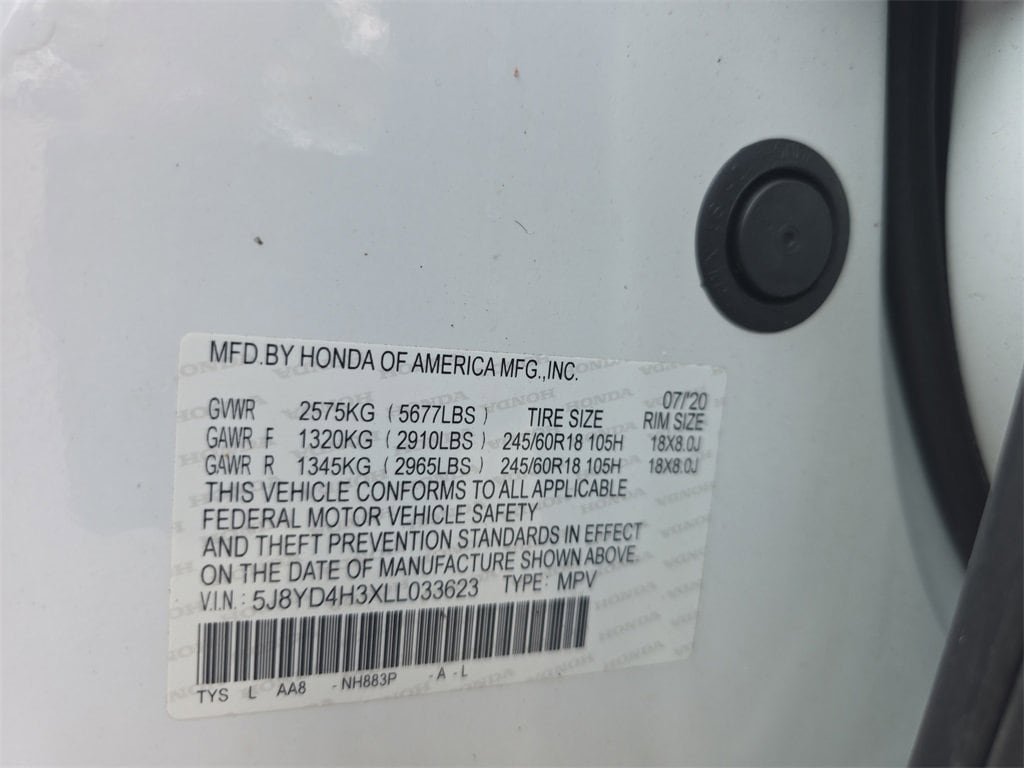 MFD.BY HONDA OF AMERICA MFG.,INC.
07/'20
GVWR 2575KG (5677LBS) TIRE SIZE RIM SIZE
GAWR F 1320KG (2910LBS) 245/60R18 105H 18X8.0J
GAWR R 1345KG (2965LBS) 245/60R18 105H 18X8.0J
THIS VEHICLE CONFORMS TO ALL APPLICABLE
FEDERAL MOTOR VEHICLE SAFETY
AND THEFT PREVENTION STANDARDS IN EFFECT
ON THE DATE OF MANUFACTURE SHOWN ABOVE.
V.I.N.: 5J8YD4H3XLL033623 TYPE: MPV
TYS L AA8 -NH883P -A -L